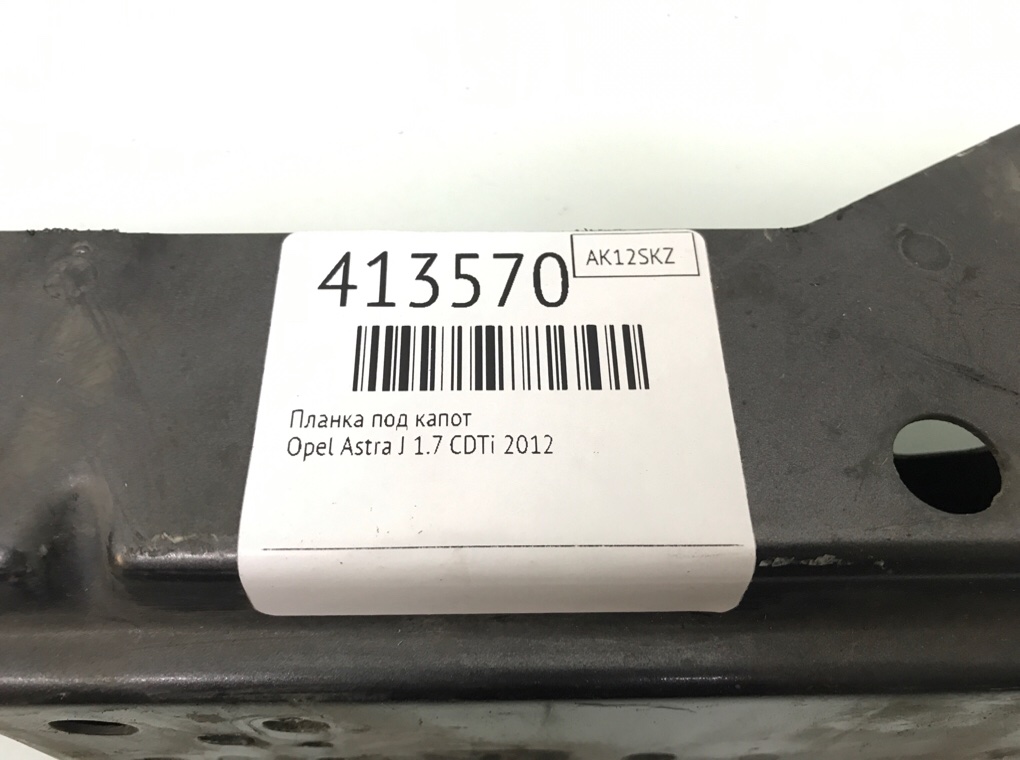 413570
AK12SKZ
Планка под капот
Opel Astra J 1.7 CDTi 2012